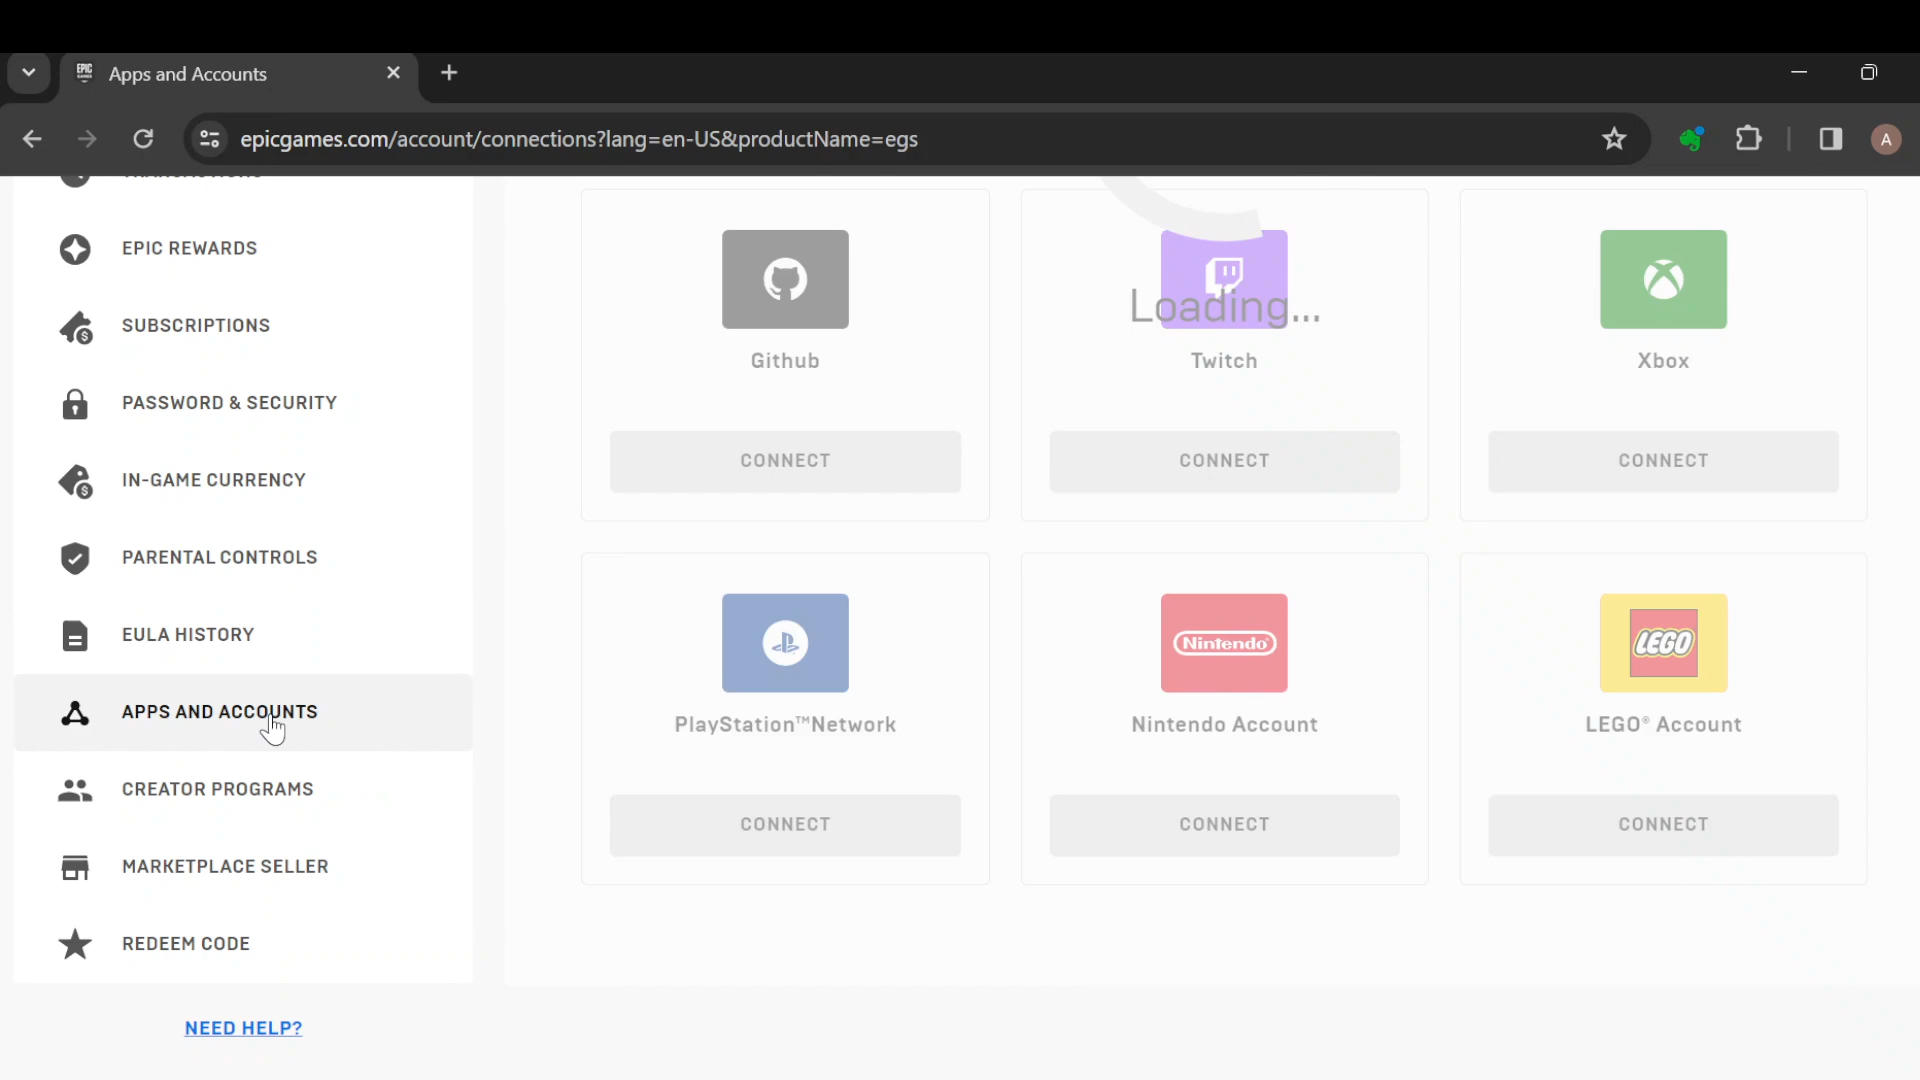 EPIC GAMES
Apps and Accounts
epicgames.com/account/connections?lang=en-US&productName=egs
A
EPIC REWARDS
SUBSCRIPTIONS
PASSWORD & SECURITY
IN-GAME CURRENCY
PARENTAL CONTROLS
EULA HISTORY
APPS AND ACCOUNTS
CREATOR PROGRAMS
MARKETPLACE SELLER
REDEEM CODE
NEED HELP?
Loading...
Github
Twitch
Xbox
CONNECT
CONNECT
CONNECT
Nintendo
LEGO
PlayStation™Network
Nintendo Account
LEGO® Account
CONNECT
CONNECT
CONNECT